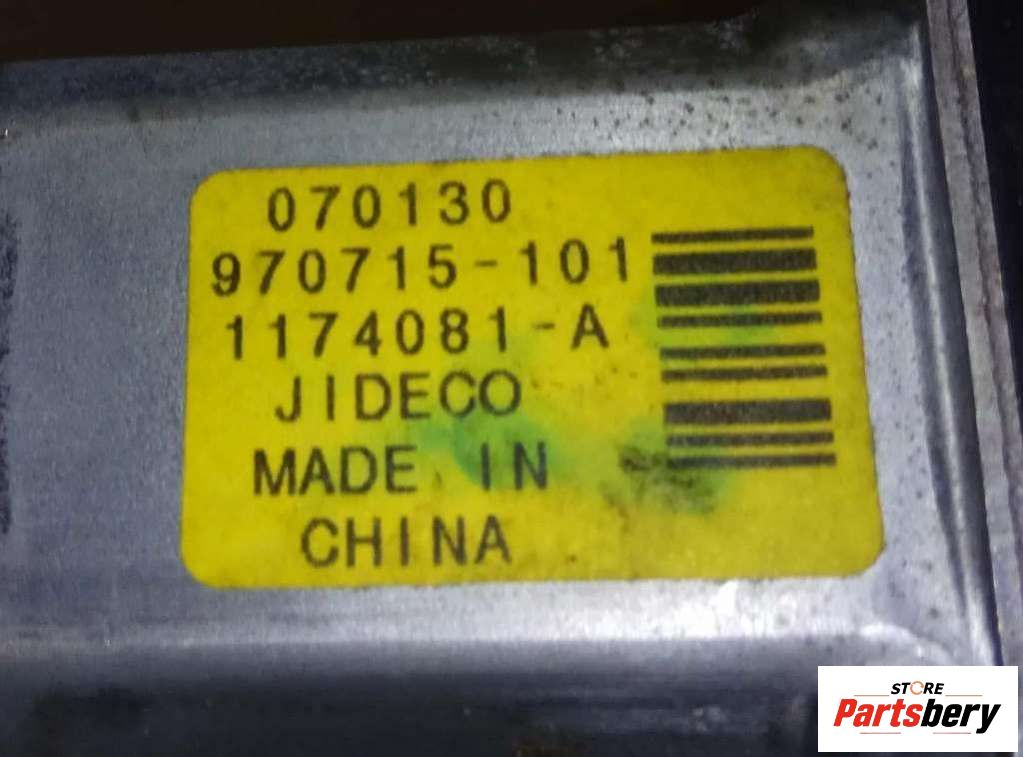 070130
970715-101
1174081-A
JIDECO
MADE IN
CHINA
STORE
Partsbery